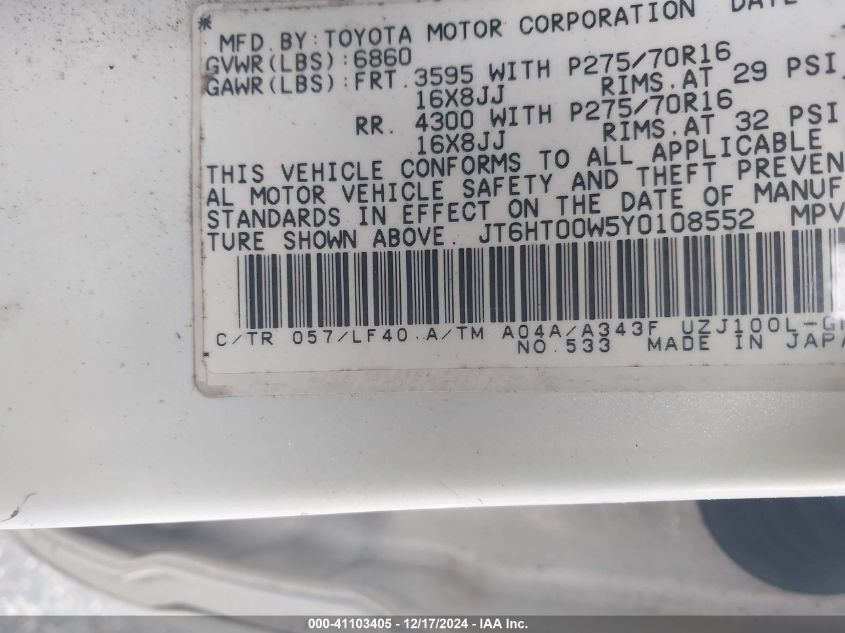 *
MFD.BY:TOYOTA MOTOR CORPORATION DATE
GVWR(LBS):6860
GAWR(LBS):FRT.3595 WITH P275/70R16
16X8JJ RIMS.AT 29 PSI
RR. 4300 WITH P275/70R16
16X8JJ RIMS.AT 32 PSI
THIS VEHICLE CONFORMS TO ALL APPLICABLE
AL MOTOR VEHICLE SAFETY AND THEFT PREVEN
STANDARDS IN EFFECT ON THE DATE OF MANUF
TURE SHOWN ABOVE. JT6HT00W5Y0108552 MPV
C/TR 057/LF40 A/TM A04A/A343F UZJ100L-G
NO.533 MADE IN JAPA
000-41103405 - 12/17/2024 - IAA Inc.